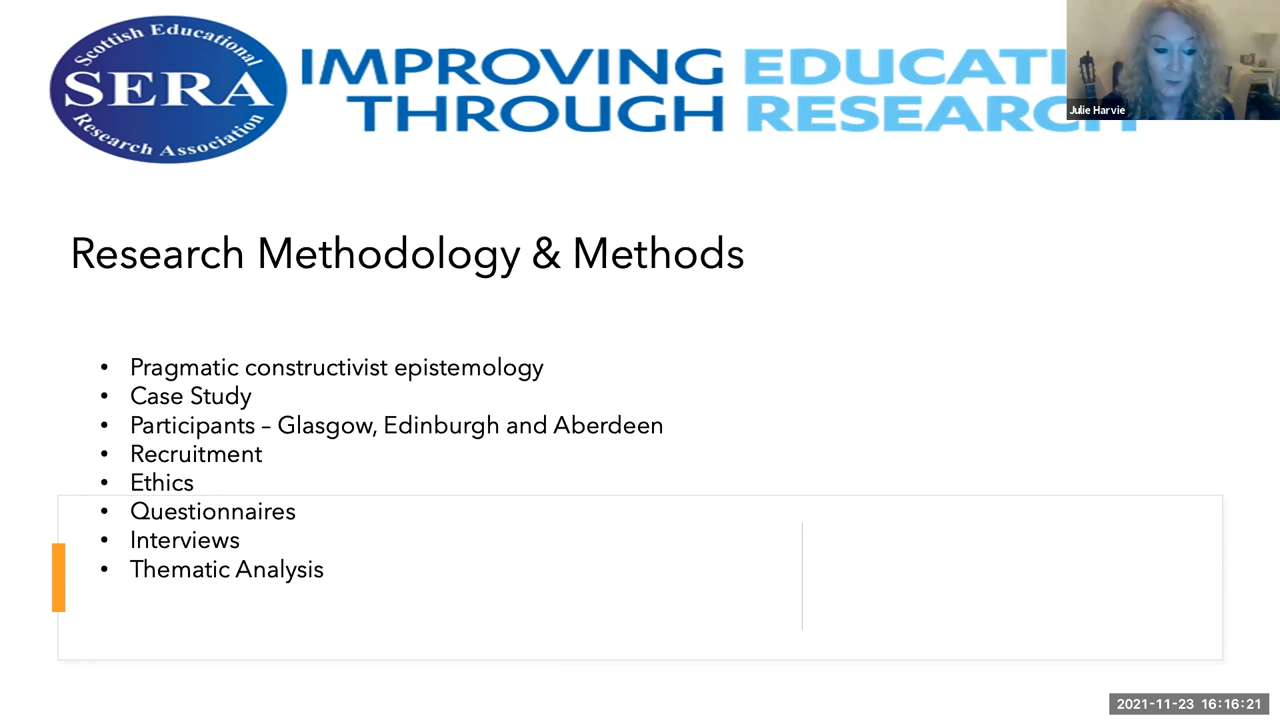 Scottish Educational
SERA
Research Association
IMPROVING EDUCATI
THROUGH RESEARCH
Julie Harvie
Research Methodology & Methods
• Pragmatic constructivist epistemology
• Case Study
• Participants – Glasgow, Edinburgh and Aberdeen
• Recruitment
• Ethics
• Questionnaires
• Interviews
• Thematic Analysis
2021-11-23 16:16:21